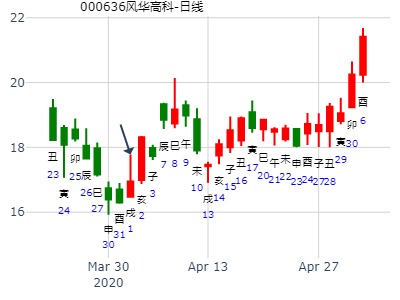 000636风华高科-日线
22
20
18
16
丑
23
寅
24
卯
25
辰
26
巳
27
申
30
酉
31
戌
1
亥
2
子
3
辰
7
巳
8
午
9
未
10
戌
13
亥
14
子
15
丑
16
寅
17
巳
20
午
21
未
22
申
23
酉
24
子
27
丑
28
寅
29
卯
30
酉
6
Mar 30
2020
Apr 13
Apr 27